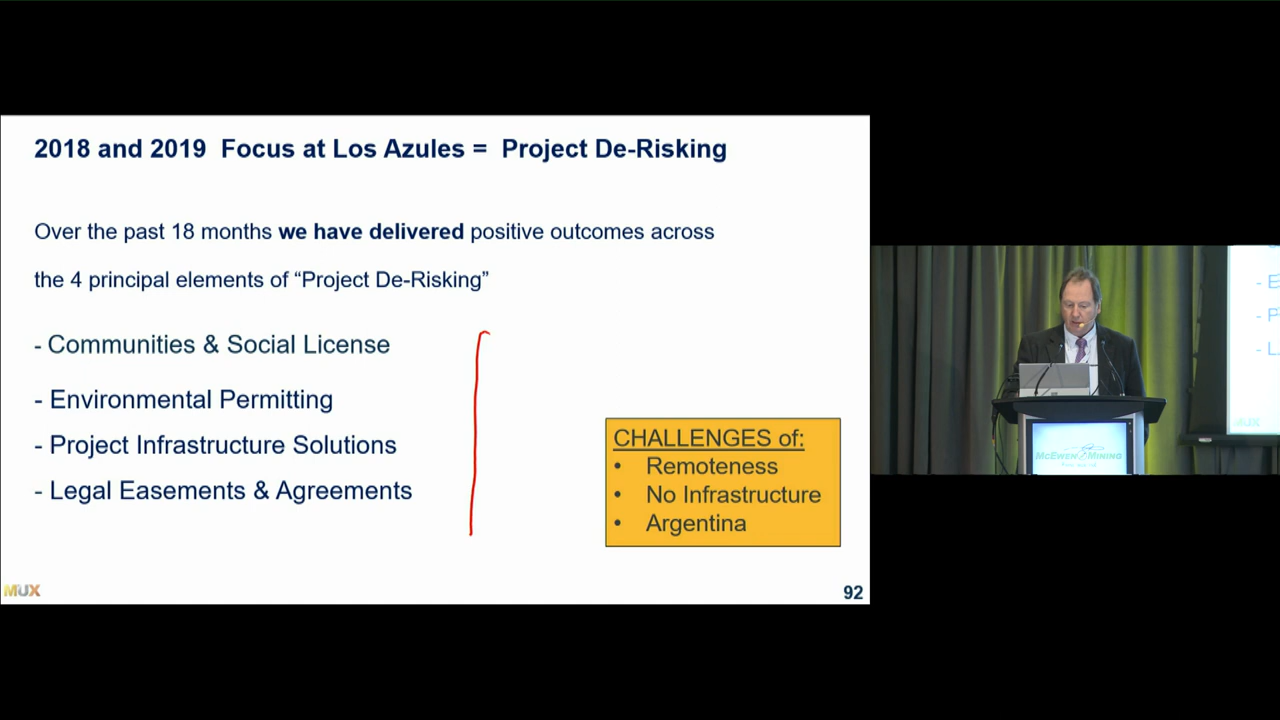 2018 and 2019 Focus at Los Azules = Project De-Risking
Over the past 18 months we have delivered positive outcomes across
the 4 principal elements of “Project De-Risking”
- Communities & Social License
- Environmental Permitting
- Project Infrastructure Solutions
- Legal Easements & Agreements
CHALLENGES of:
• Remoteness
• No Infrastructure
• Argentina
MUX
92
- E
- P
- L
MUX
McEWEN MINING